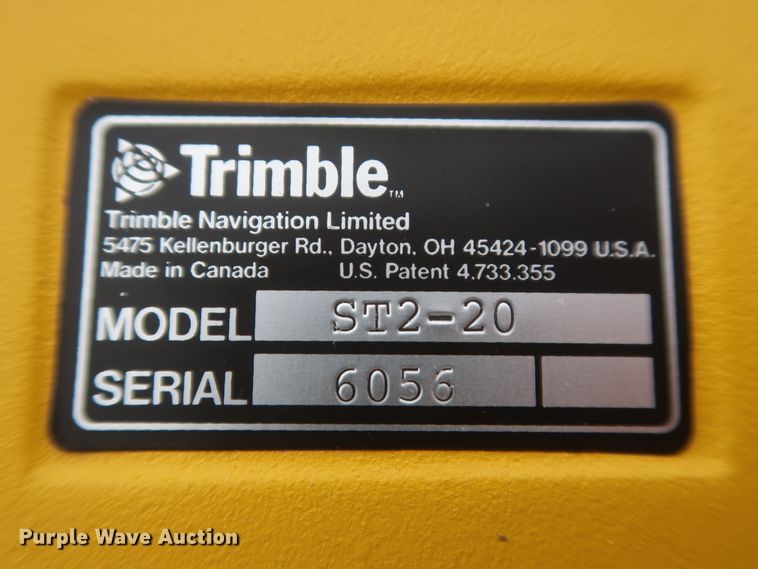 Trimble™
Trimble Navigation Limited
5475 Kellenburger Rd., Dayton, OH 45424-1099 U.S.A.
Made in Canada U.S. Patent 4.733.355
MODEL ST2-20
SERIAL 6056
Purple Wave Auction